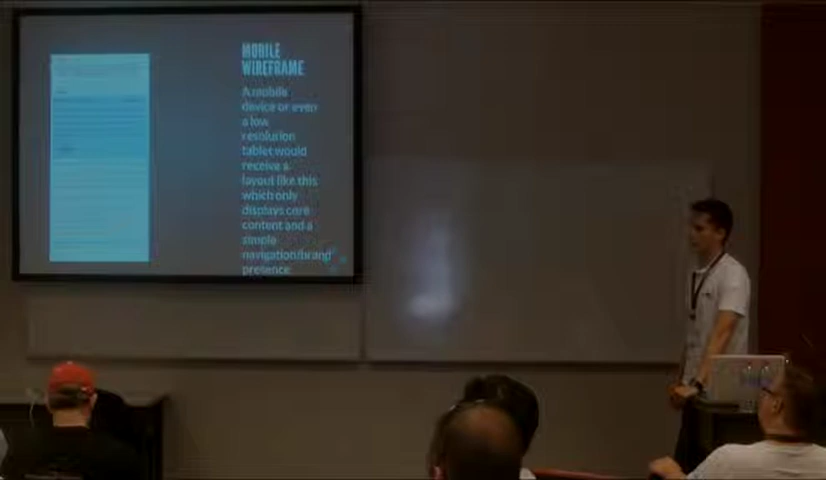 MOBILE
WIREFRAME
A mobile
device or even
a low
resolution
tablet would
receive a
layout like this
which only
displays core
content and a
simple
navigation/brand
presence